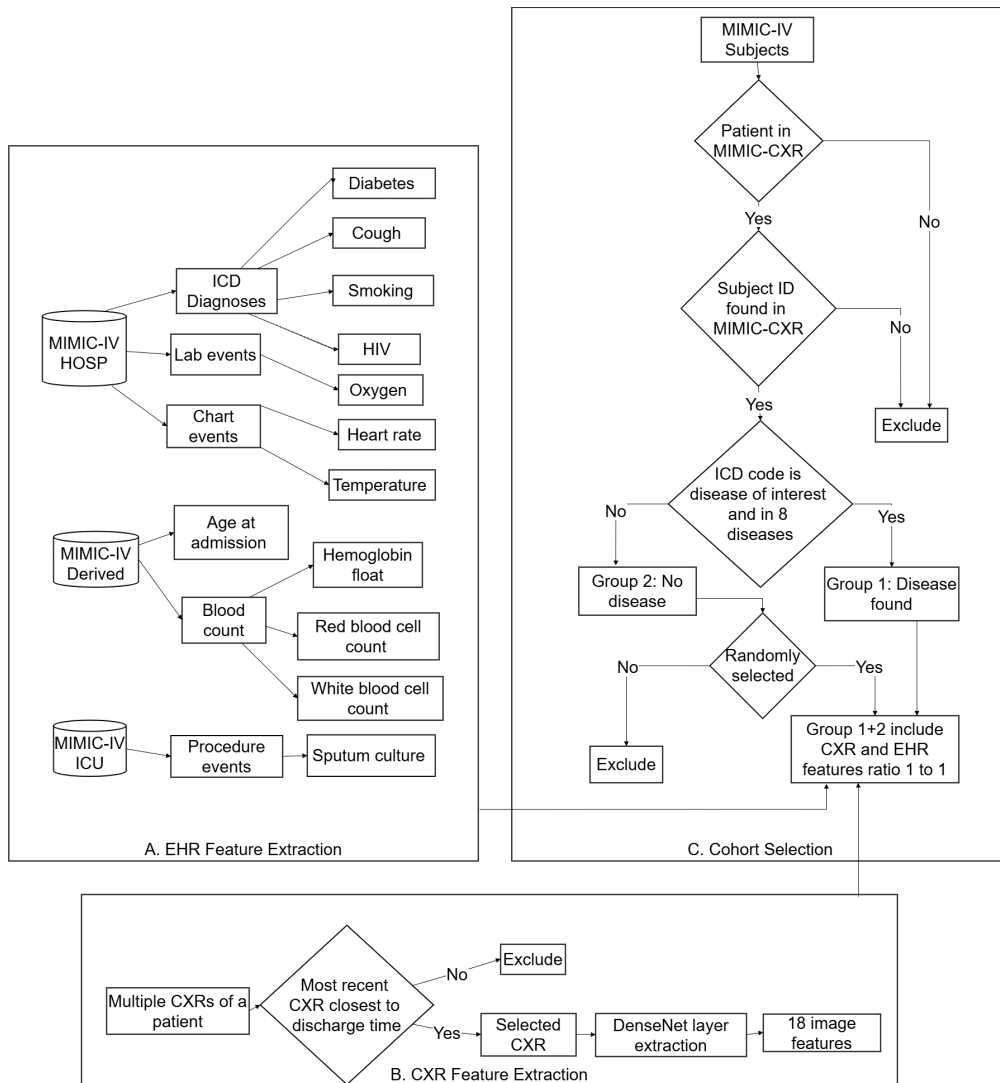 MIMIC-IV
HOSP
ICD
Diagnoses
Diabetes
Cough
Smoking
HIV
Lab events
Oxygen
Chart
events
Heart rate
Temperature
MIMIC-IV
Derived
Age at
admission
Blood
count
Hemoglobin
float
Red blood cell
count
White blood cell
count
MIMIC-IV
ICU
Procedure
events
Sputum culture
A. EHR Feature Extraction
MIMIC-IV
Subjects
Patient in
MIMIC-CXR
No
Yes
Subject ID
found in
MIMIC-CXR
No
Yes
Exclude
ICD code is
disease of interest
and in 8
diseases
No
Yes
Group 2: No
disease
Group 1: Disease
found
Randomly
selected
No
Yes
Exclude
Group 1+2 include
CXR and EHR
features ratio 1 to 1
C. Cohort Selection
Multiple CXRs of a
patient
Most recent
CXR closest to
discharge time
No
Exclude
Yes
Selected
CXR
DenseNet layer
extraction
18 image
features
B. CXR Feature Extraction